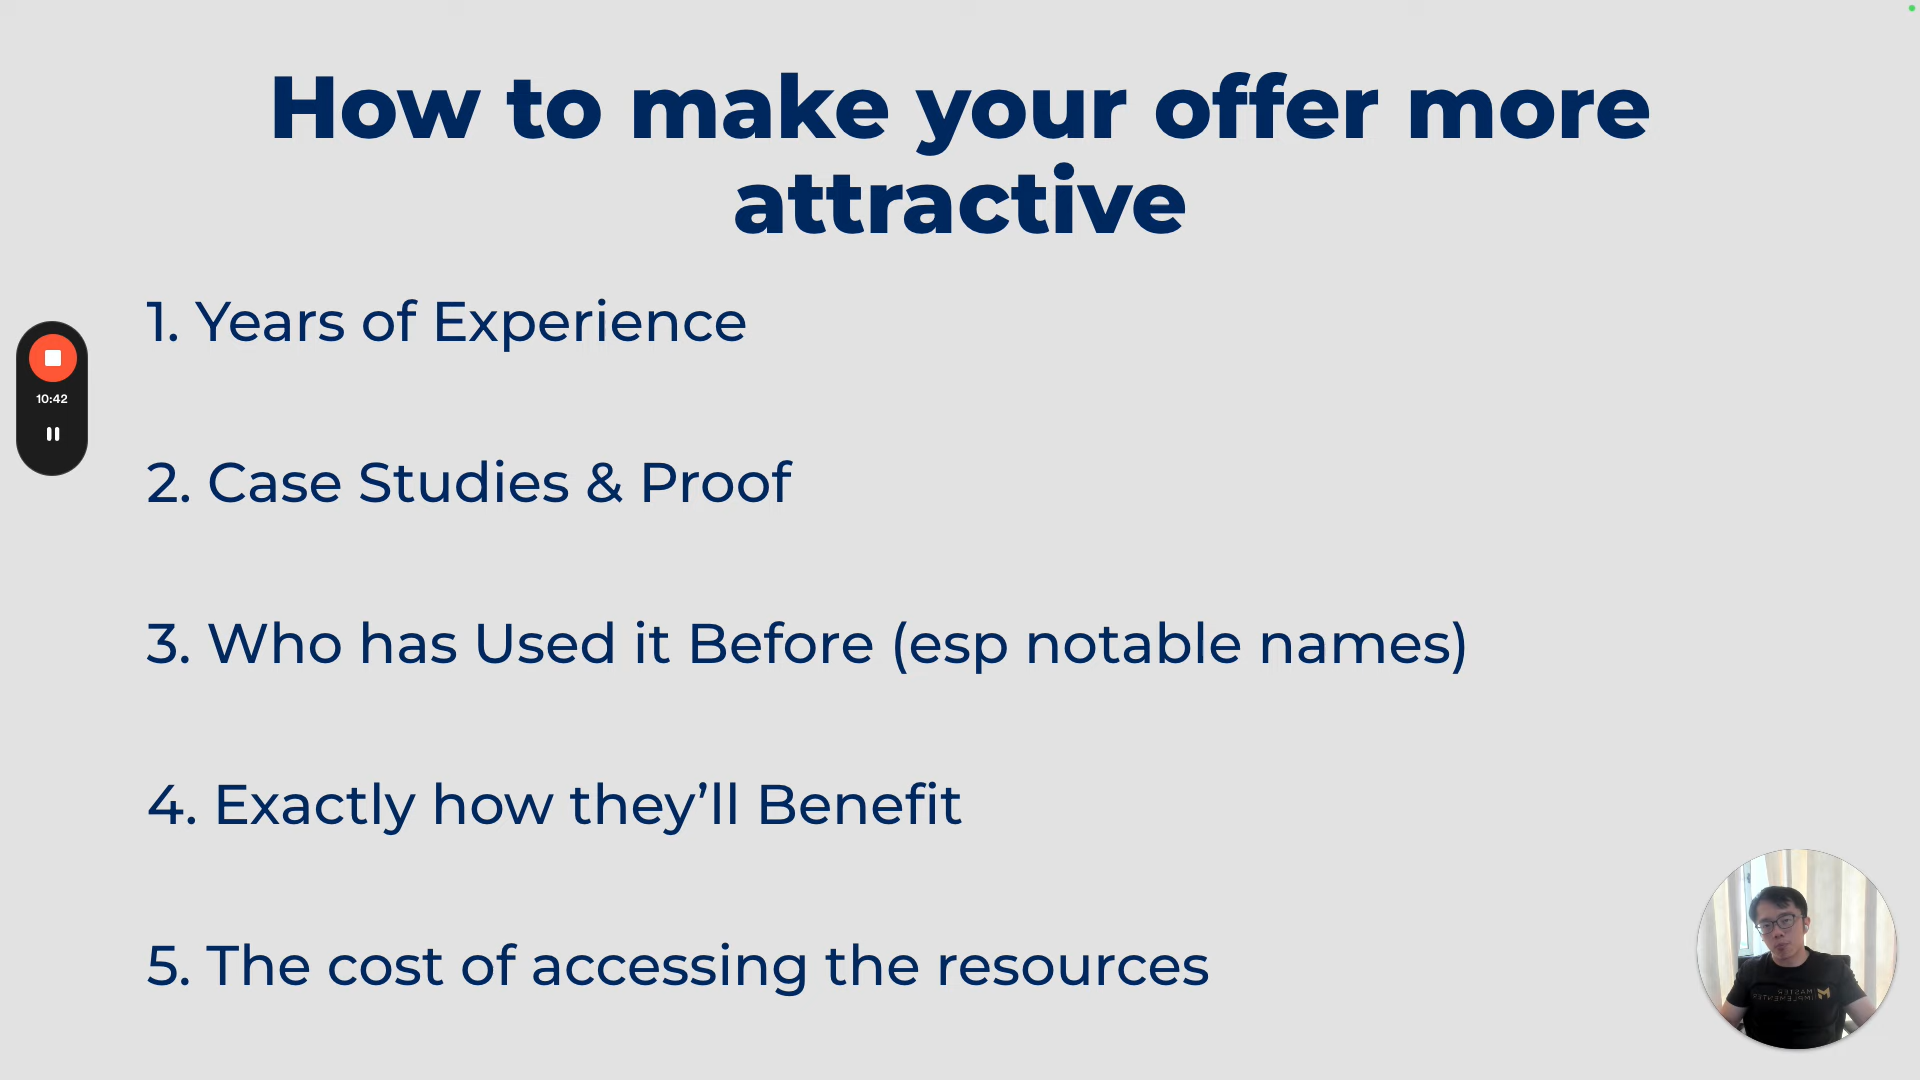 How to make your offer more
attractive
1. Years of Experience
10:42
2. Case Studies & Proof
3. Who has Used it Before (esp notable names)
4. Exactly how they’ll Benefit
5. The cost of accessing the resources
MASTER
IMPLEMENTER